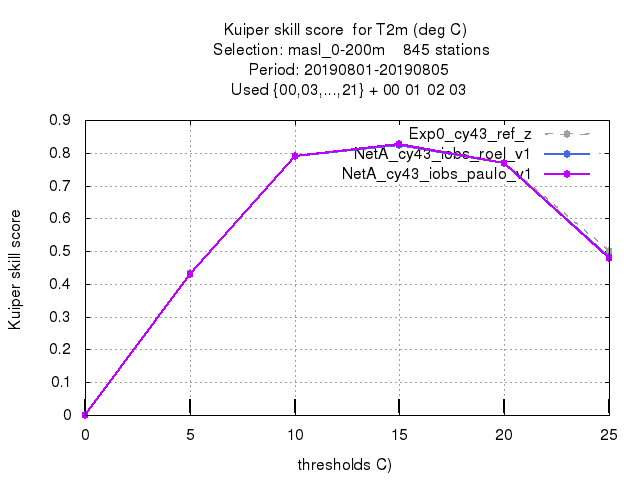 Kuiper skill score  for T2m (deg C)
Selection: masl_0-200m    845 stations
Period: 20190801-20190805
Used {00,03,...,21} + 00 01 02 03
Exp0_cy43_ref_z
NetA_cy43_iobs_roel_v1
NetA_cy43_iobs_paulo_v1
Kuiper skill score
0.9
0.8
0.7
0.6
0.5
0.4
0.3
0.2
0.1
0
0 5 10 15 20 25
thresholds C)